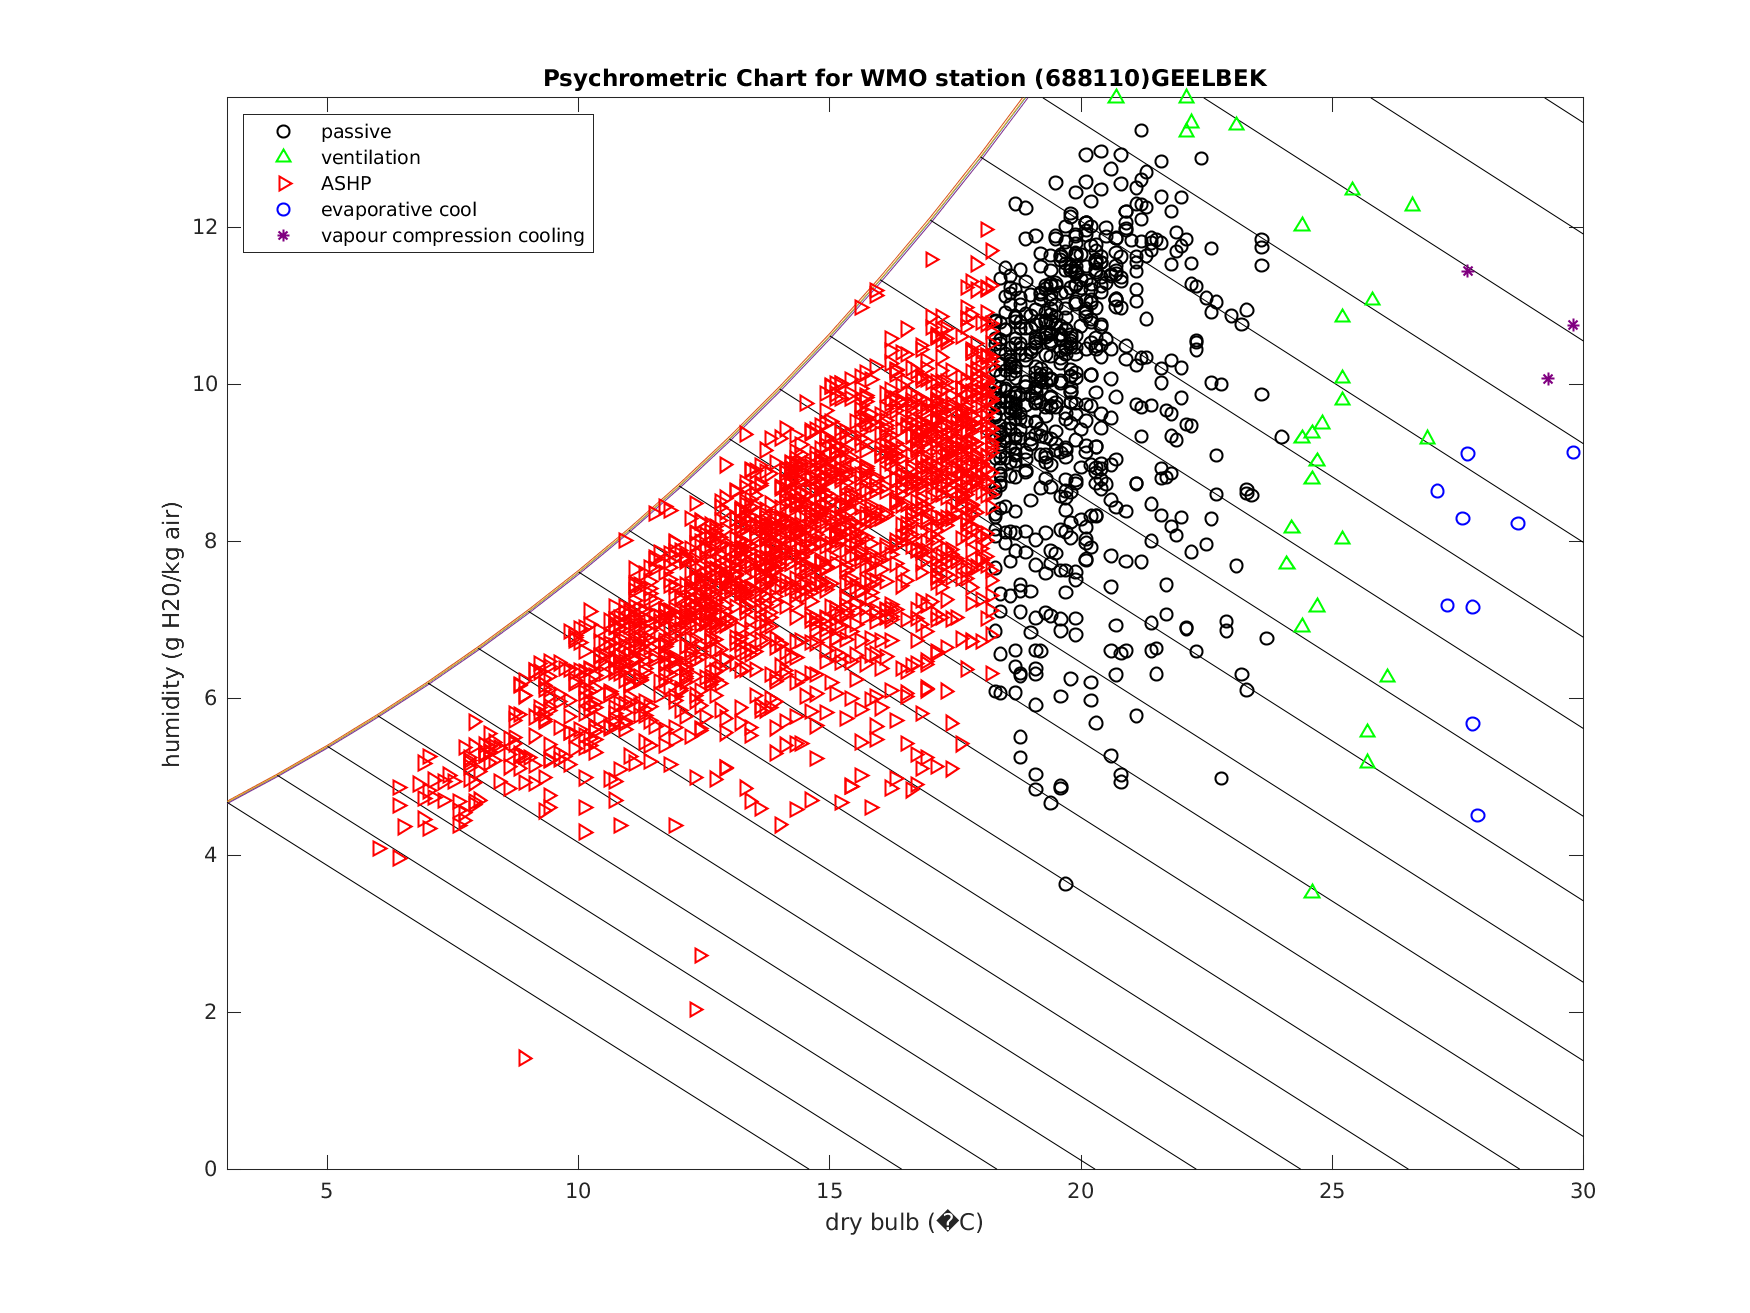 Psychrometric Chart for WMO station (688110)GEELBEK
passive
ventilation
ASHP
evaporative cool
vapour compression cooling
humidity (g H20/kg air)
12
10
8
6
4
2
0
5 10 15 20 25 30
dry bulb (�C)